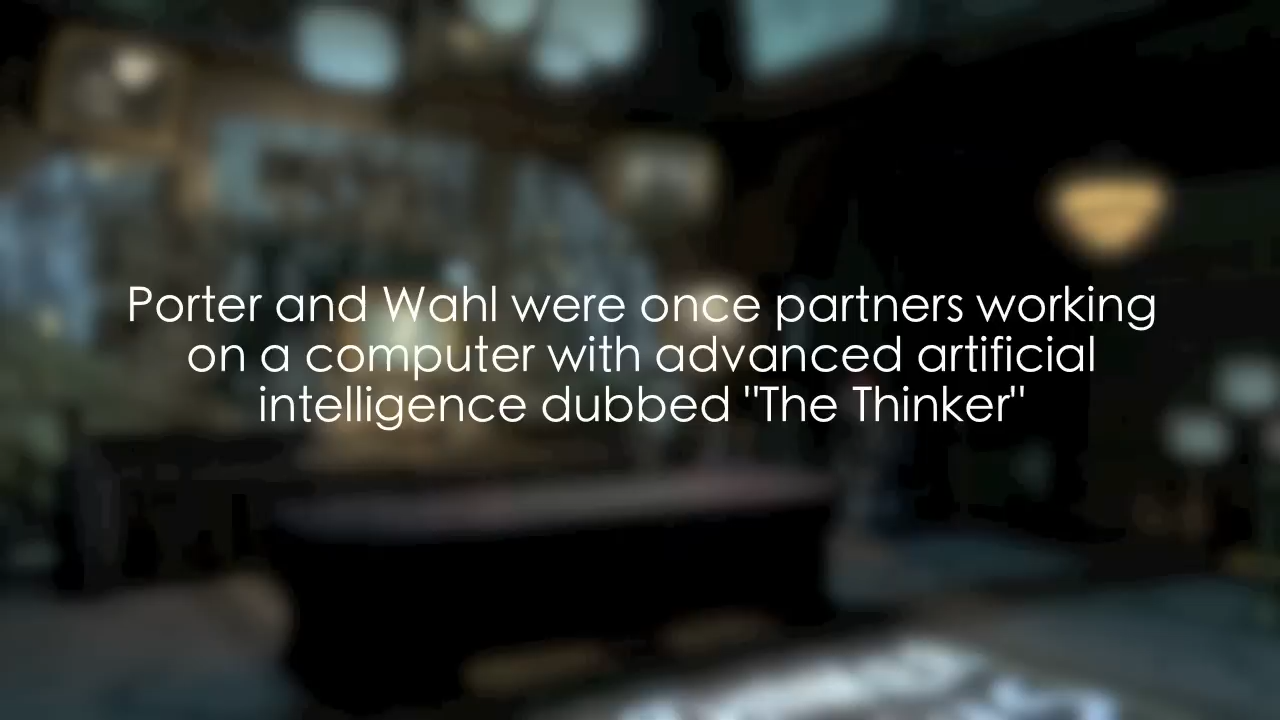 Porter and Wahl were once partners working
on a computer with advanced artificial
intelligence dubbed "The Thinker"